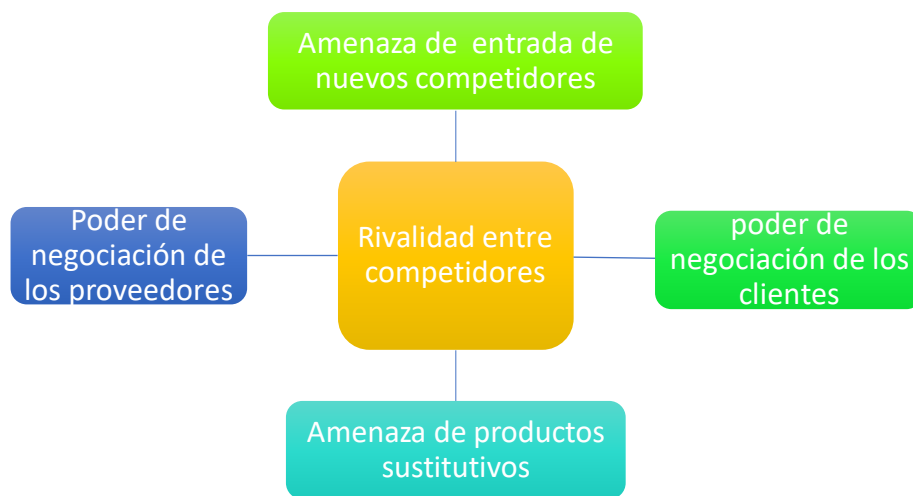 Amenaza de  entrada de
nuevos competidores
Poder de
negociación de
los proveedores
Rivalidad entre
competidores
poder de
negociación de los
clientes
Amenaza de productos
sustitutivos